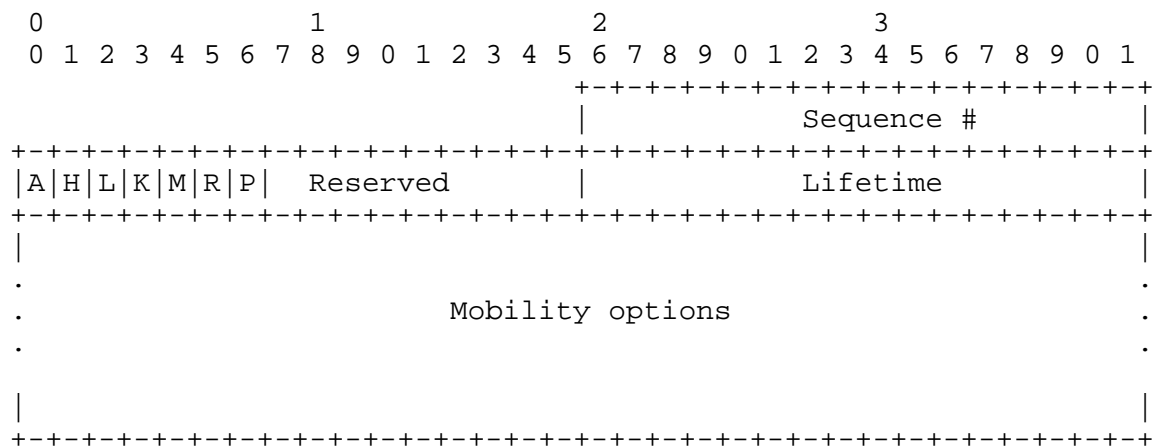 0                   1                   2                   3
 0 1 2 3 4 5 6 7 8 9 0 1 2 3 4 5 6 7 8 9 0 1 2 3 4 5 6 7 8 9 0 1
                                +-+-+-+-+-+-+-+-+-+-+-+-+-+-+-+-+
                                |            Sequence #         |
+-+-+-+-+-+-+-+-+-+-+-+-+-+-+-+-+-+-+-+-+-+-+-+-+-+-+-+-+-+-+-+-+
|A|H|L|K|M|R|P|  Reserved       |            Lifetime           |
+-+-+-+-+-+-+-+-+-+-+-+-+-+-+-+-+-+-+-+-+-+-+-+-+-+-+-+-+-+-+-+-+
|                                                               |
.                                                               .
.                        Mobility options                       .
.                                                               .
|                                                               |
+-+-+-+-+-+-+-+-+-+-+-+-+-+-+-+-+-+-+-+-+-+-+-+-+-+-+-+-+-+-+-+-+